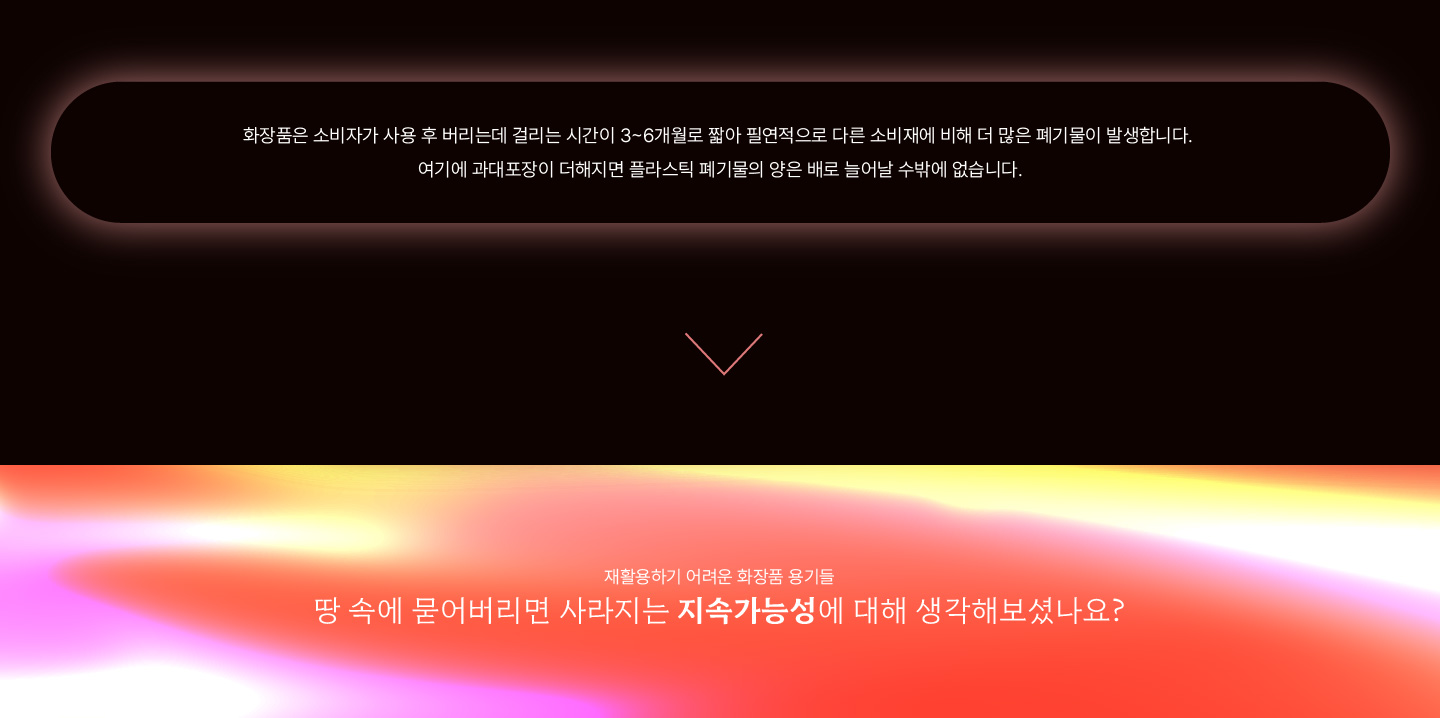 화장품은 소비자가 사용 후 버리는데 걸리는 시간이 3~6개월로 짧아 필연적으로 다른 소비재에 비해 더 많은 폐기물이 발생합니다.
여기에 과대포장이 더해지면 플라스틱 폐기물의 양은 배로 늘어날 수밖에 없습니다.
재활용하기 어려운 화장품 용기들
땅 속에 묻어버리면 사라지는 지속가능성에 대해 생각해보셨나요?